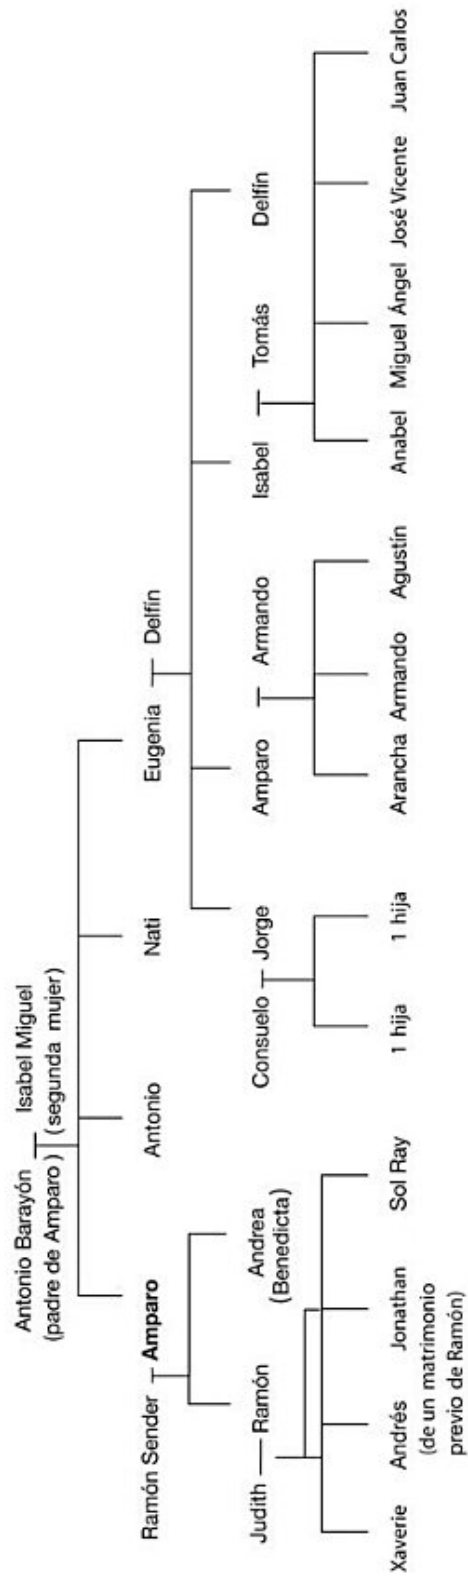 Antonio Barayón
(padre de Amparo)
Isabel Miguel
(segunda mujer)
Ramón Sender
Amparo
Antonio
Nati
Eugenia
Delfín
Judith
Ramón
Andrea
(Benedicta)
Consuelo
Jorge
Amparo
Armando
Isabel
Tomás
Delfín
Xaverie
Andrés
Jonathan
(de un matrimonio
previo de Ramón)
Sol Ray
1 hija
1 hija
Arancha
Armando
Agustín
Anabel
Miguel Ángel
José Vicente
Juan Carlos